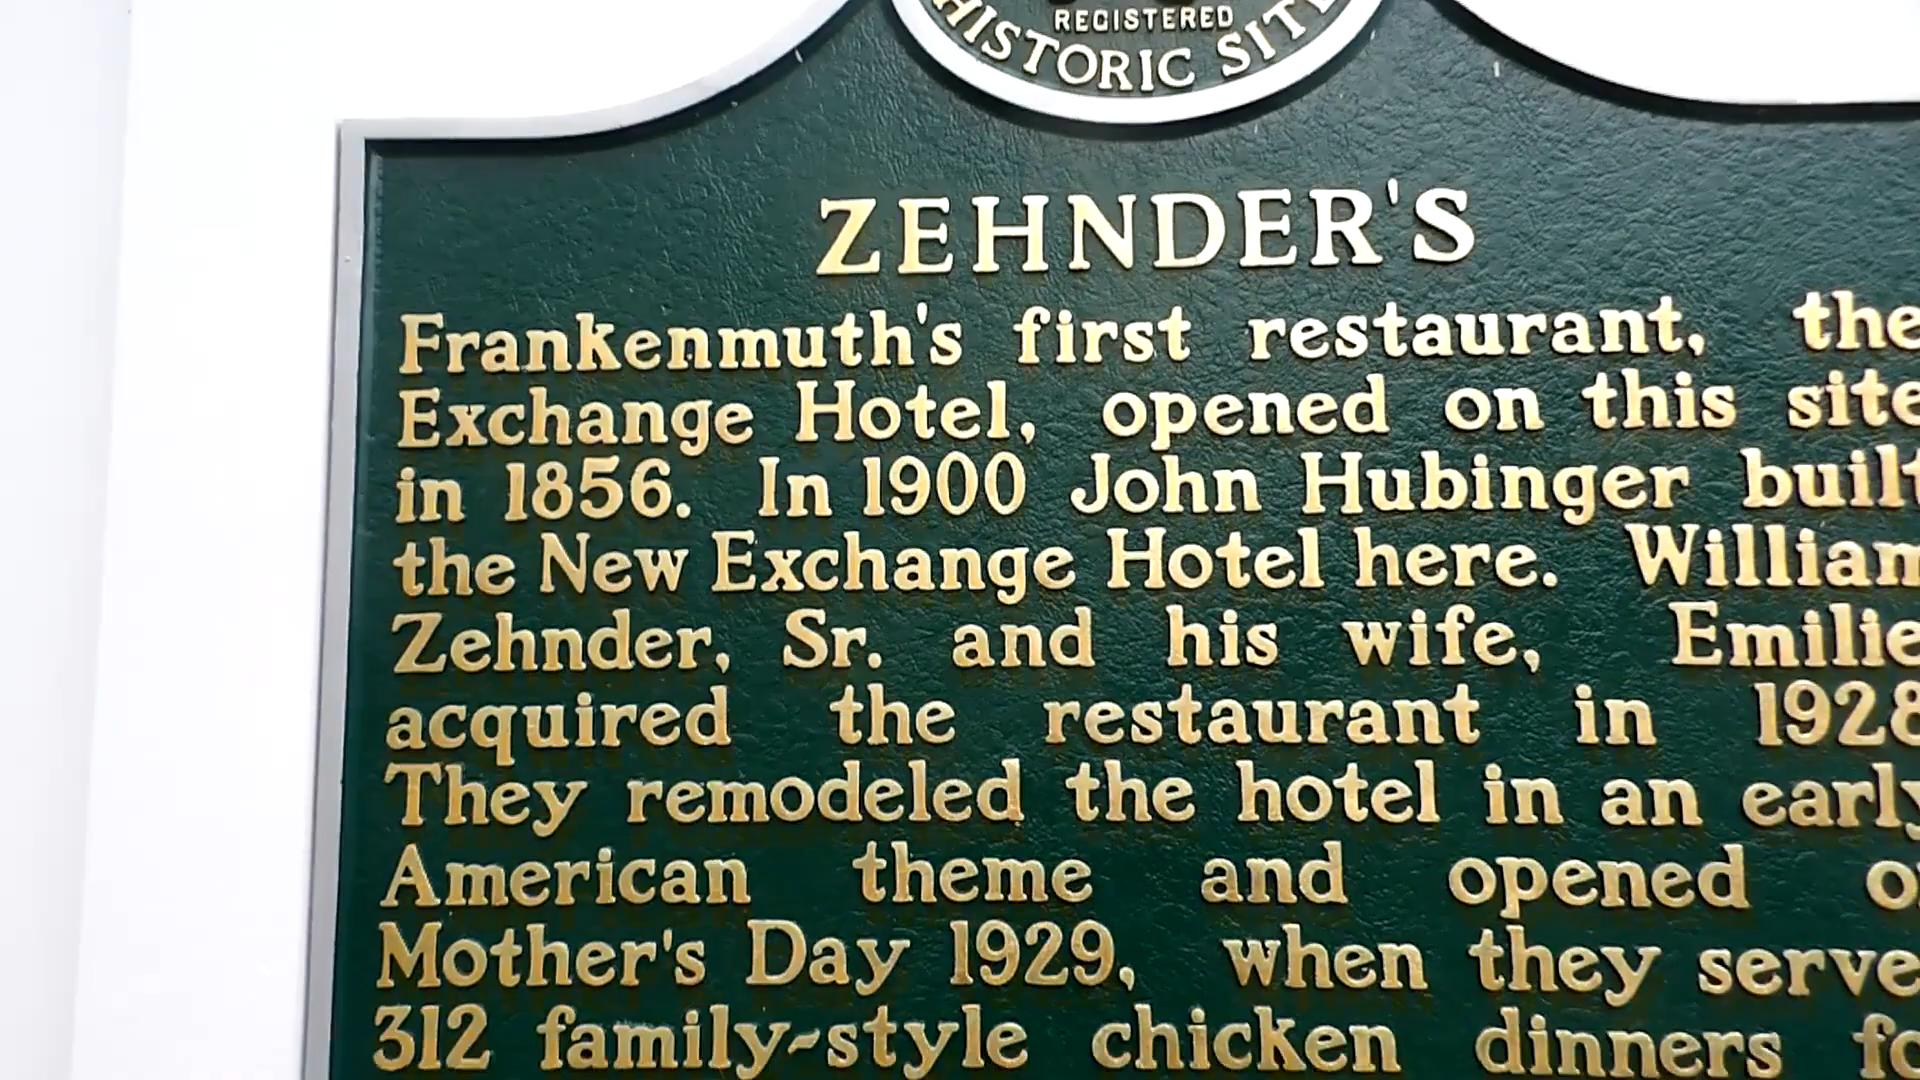 REGISTERED
HISTORIC SITE
ZEHNDER'S
Frankenmuth's first restaurant, the
Exchange Hotel, opened on this site
in 1856. In 1900 John Hubinger built
the New Exchange Hotel here. William
Zehnder, Sr. and his wife, Emilie
acquired the restaurant in 1928
They remodeled the hotel in an early
American theme and opened
Mother's Day 1929, when they serve
312 family-style chicken dinners fo